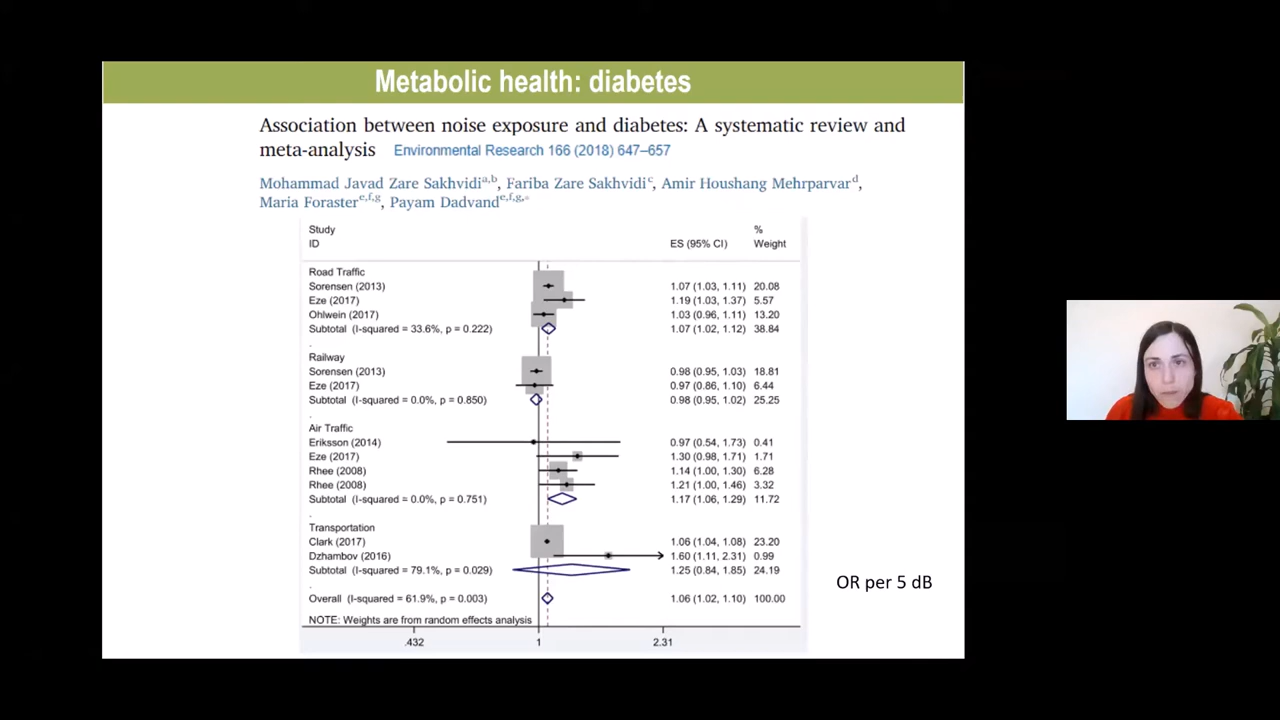 Metabolic health: diabetes
Association between noise exposure and diabetes: A systematic review and
meta-analysis Environmental Research 166 (2018) 647–657
Mohammad Javad Zare Sakhvidi a,b, Fariba Zare Sakhvidi c, Amir Houshang Mehrparvar d,
Maria Foraster e,f,g, Payam Dadvand e,f,g,*
Study %
ID ES (95% CI) Weight
Road Traffic
Sorensen (2013) 1.07 (1.03, 1.11) 20.08
Eze (2017) 1.19 (1.03, 1.37) 5.57
Ohlwein (2017) 1.03 (0.96, 1.11) 13.20
Subtotal (I-squared = 33.6%, p = 0.222) 1.07 (1.02, 1.12) 38.84
.
Railway
Sorensen (2013) 0.98 (0.95, 1.03) 18.81
Eze (2017) 0.97 (0.86, 1.10) 6.44
Subtotal (I-squared = 0.0%, p = 0.850) 0.98 (0.95, 1.02) 25.25
.
Air Traffic
Eriksson (2014) 0.97 (0.54, 1.73) 0.41
Eze (2017) 1.30 (0.98, 1.71) 1.71
Rhee (2008) 1.14 (1.00, 1.30) 6.28
Rhee (2008) 1.21 (1.00, 1.46) 3.32
Subtotal (I-squared = 0.0%, p = 0.751) 1.17 (1.06, 1.29) 11.72
.
Transportation
Clark (2017) 1.06 (1.04, 1.08) 23.20
Dzhambov (2016) 1.60 (1.11, 2.31) 0.99
Subtotal (I-squared = 79.1%, p = 0.029) 1.25 (0.84, 1.85) 24.19
.
Overall (I-squared = 61.9%, p = 0.003) 1.06 (1.02, 1.10) 100.00
OR per 5 dB
NOTE: Weights are from random effects analysis
.432 1 2.31